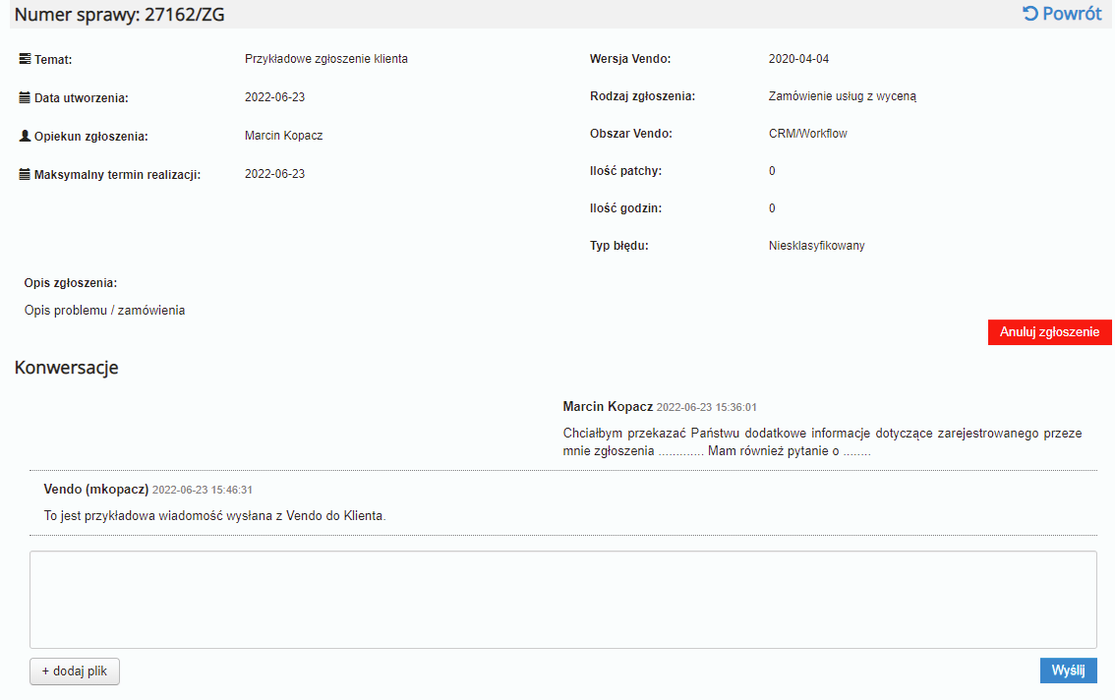 Numer sprawy: 27162/ZG
Powrót
Temat: Przykładowe zgłoszenie klienta
Data utworzenia: 2022-06-23
Opiekun zgłoszenia: Marcin Kopacz
Maksymalny termin realizacji: 2022-06-23
Wersja Vendo: 2020-04-04
Rodzaj zgłoszenia: Zamówienie usług z wyceną
Obszar Vendo: CRM/Workflow
Ilość patchy: 0
Ilość godzin: 0
Typ błędu: Niesklasyfikowany
Opis zgłoszenia:
Opis problemu / zamówienia
Anuluj zgłoszenie
Konwersacje
Marcin Kopacz 2022-06-23 15:36:01
Chciałbym przekazać Państwu dodatkowe informacje dotyczące zarejestrowanego przeze
mnie zgłoszenia ............. Mam również pytanie o ........
Vendo (mkopacz) 2022-06-23 15:46:31
To jest przykładowa wiadomość wysłana z Vendo do Klienta.
+ dodaj plik
Wyślij